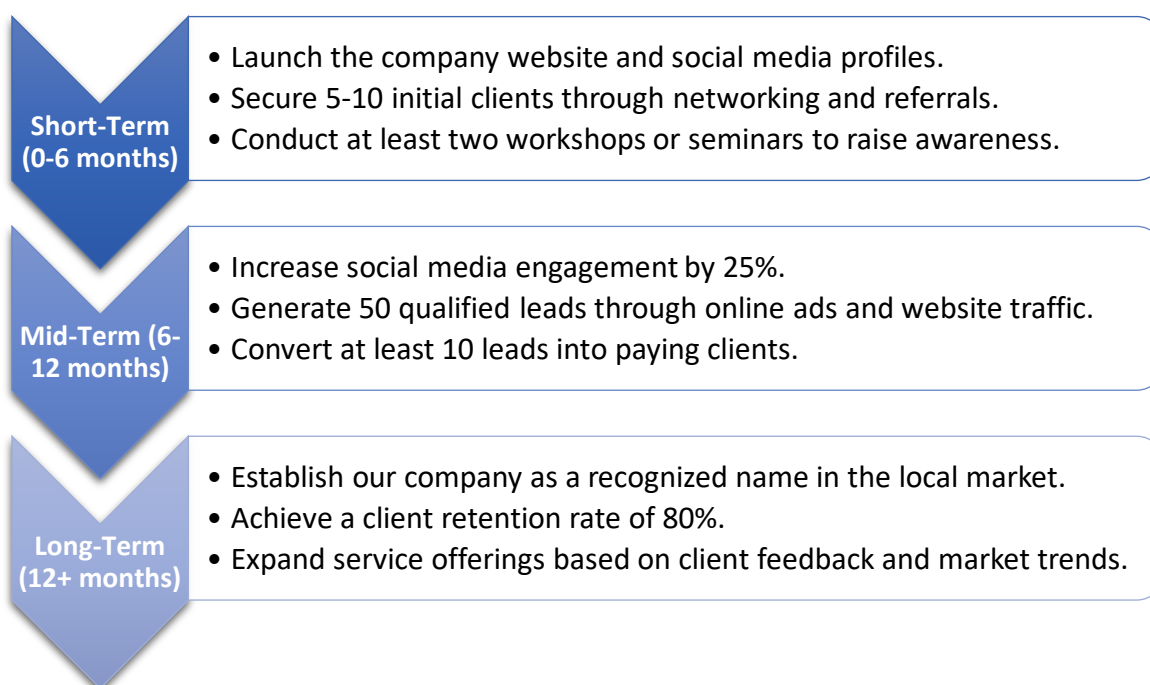 Short-Term
(0-6 months)
• Launch the company website and social media profiles.
• Secure 5-10 initial clients through networking and referrals.
• Conduct at least two workshops or seminars to raise awareness.
Mid-Term (6-
12 months)
• Increase social media engagement by 25%.
• Generate 50 qualified leads through online ads and website traffic.
• Convert at least 10 leads into paying clients.
Long-Term
(12+ months)
• Establish our company as a recognized name in the local market.
• Achieve a client retention rate of 80%.
• Expand service offerings based on client feedback and market trends.